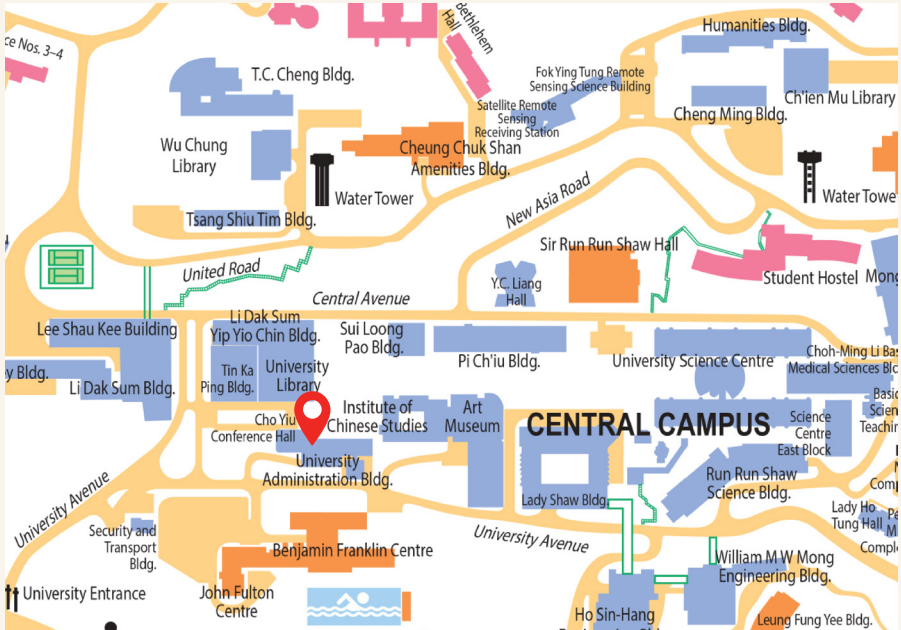 Bethlehem
Hall
ce Nos. 3–4
Humanities Bldg.
T.C. Cheng Bldg.
Fok Ying Tung Remote
Sensing Science Building
Ch'ien Mu Library
Satellite Remote
Sensing
Receiving Station
Cheng Ming Bldg.
Wu Chung
Library
Cheung Chuk Shan
Amenities Bldg.
Water Tower
Water Towe
New Asia Road
Tsang Shiu Tim Bldg.
Sir Run Run Shaw Hall
United Road
Y.C. Liang
Hall
Student Hostel
Mong
Central Avenue
Lee Shau Kee Building
Li Dak Sum
Yip Yio Chin Bldg.
Sui Loong
Pao Bldg.
Pi Ch'iu Bldg.
University Science Centre
Choh-Ming Li Bas
Medical Sciences Bldg
y Bldg.
Li Dak Sum Bldg.
Tin Ka
Ping Bldg.
University
Library
Basic
Scien
Teachin
Cho Yiu
Conference Hall
Institute of
Chinese Studies
Art
Museum
CENTRAL CAMPUS
Science
Centre
East Block
University
Administration Bldg.
Run Run Shaw
Science Bldg.
Lady Shaw Bldg.
Comp
University Avenue
Lady Ho
Tung Hall
Pe
M
Comple
Security and
Transport
Bldg.
University Avenue
Benjamin Franklin Centre
William M W Mong
Engineering Bldg.
University Entrance
John Fulton
Centre
Ho Sin-Hang
Leung Fung Yee Bldg.